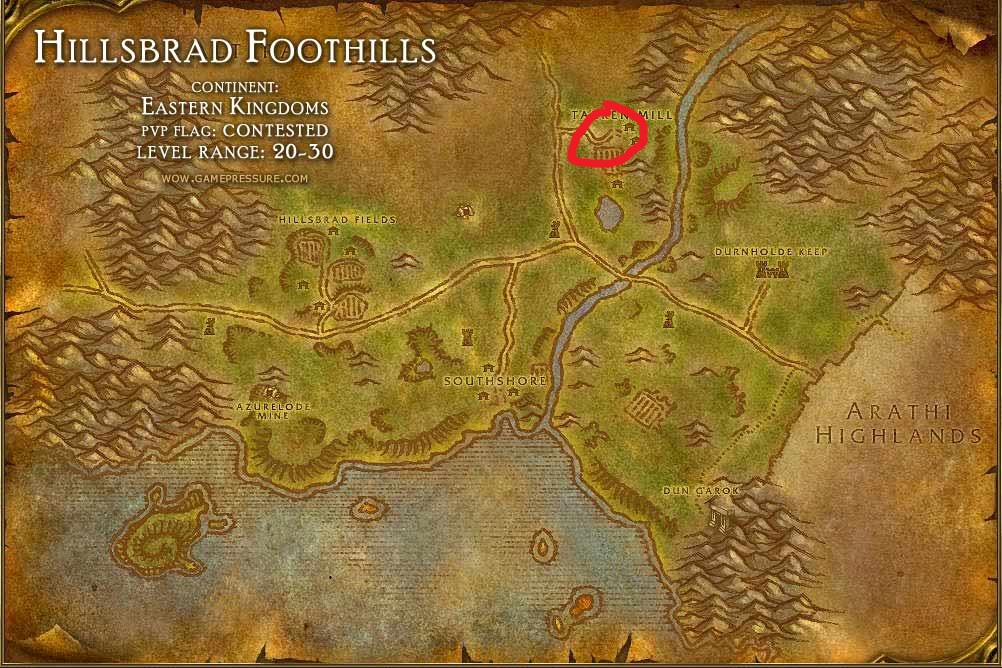 Hillsbrad Foothills
CONTINENT:
Eastern Kingdoms
PVP FLAG: CONTESTED
LEVEL RANGE: 20-30
WOW.GAMEPRESSURE.COM
TARREN MILL
HILLSBRAD FIELDS
DURNHOLDE KEEP
SOUTHSHORE
AZURELODE
MINE
ARATHI
HIGHLANDS
DUN GAROK